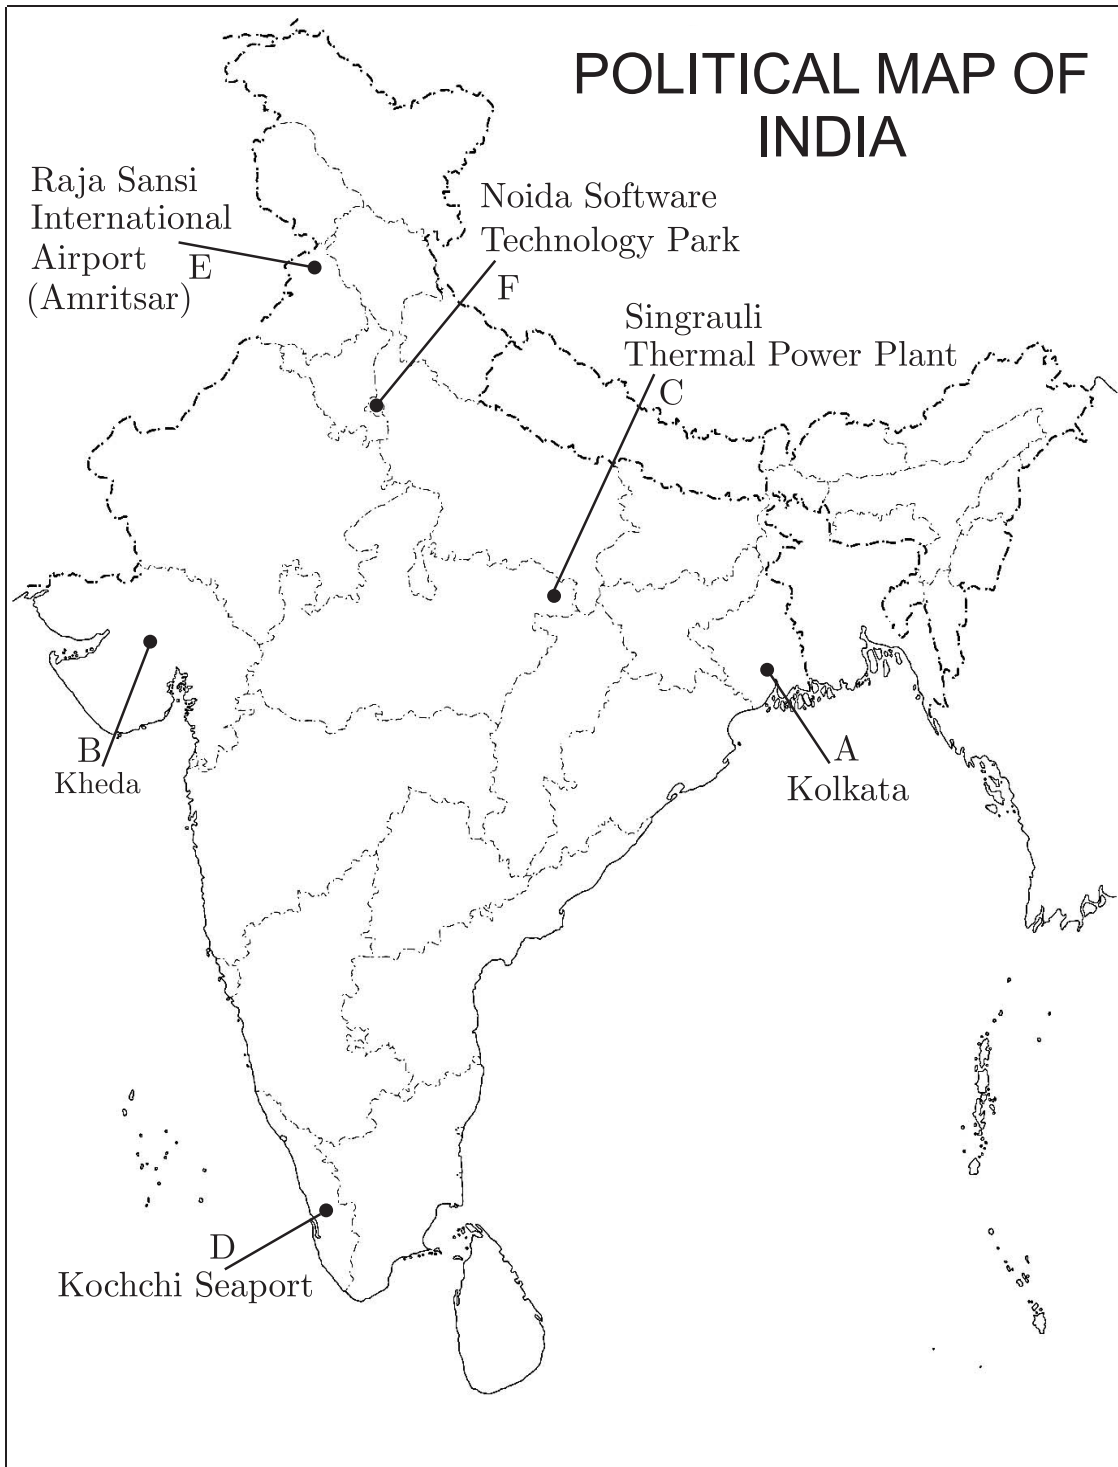 POLITICAL MAP OF
INDIA
Raja Sansi
International
Airport
E
(Amritsar)
Noida Software
Technology Park
F
Singrauli
Thermal Power Plant
C
B
Kheda
A
Kolkata
D
Kochchi Seaport